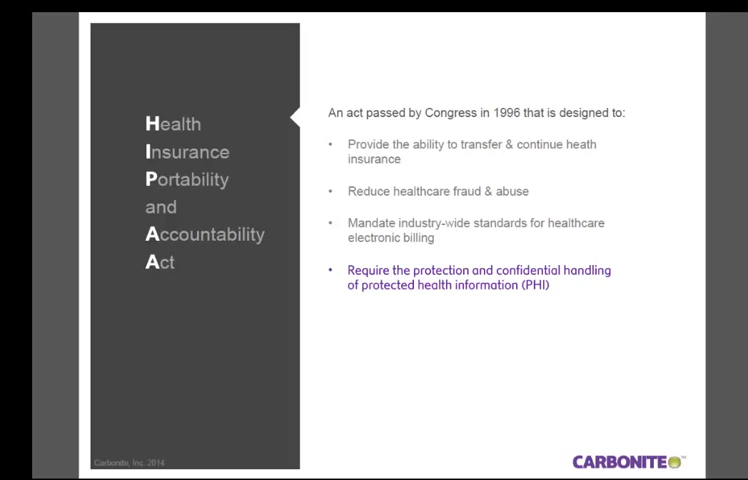 Health
Insurance
Portability
and
Accountability
Act
An act passed by Congress in 1996 that is designed to:
• Provide the ability to transfer & continue heath
insurance
• Reduce healthcare fraud & abuse
• Mandate industry-wide standards for healthcare
electronic billing
• Require the protection and confidential handling
of protected health information (PHI)
Carbonite, Inc. 2014
CARBONITE™